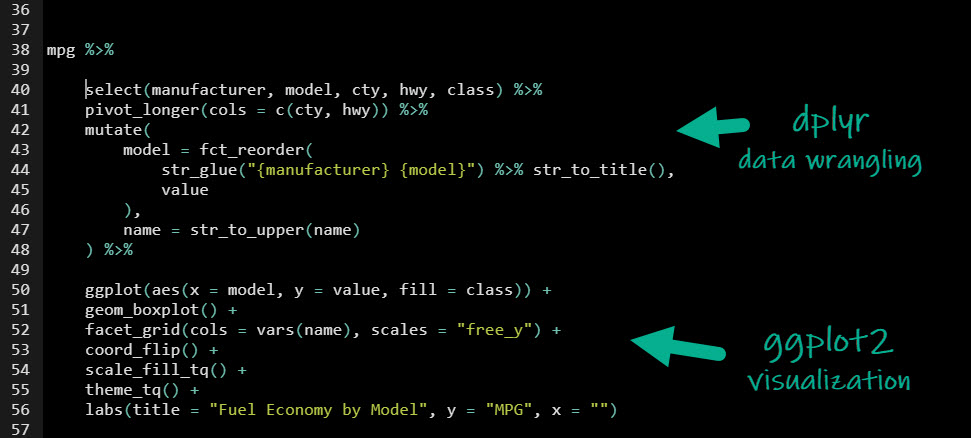 36
37
38 mpg %>%
39
40 select(manufacturer, model, cty, hwy, class) %>%
41 pivot_longer(cols = c(cty, hwy)) %>%
42 mutate(
43 model = fct_reorder(
44 str_glue("{manufacturer} {model}") %>% str_to_title(),
45 value
46 ),
47 name = str_to_upper(name)
48 ) %>%
49
50 ggplot(aes(x = model, y = value, fill = class)) +
51 geom_boxplot() +
52 facet_grid(cols = vars(name), scales = "free_y") +
53 coord_flip() +
54 scale_fill_tq() +
55 theme_tq() +
56 labs(title = "Fuel Economy by Model", y = "MPG", x = "")
57
dplyr
data wrangling
ggplot2
visualization